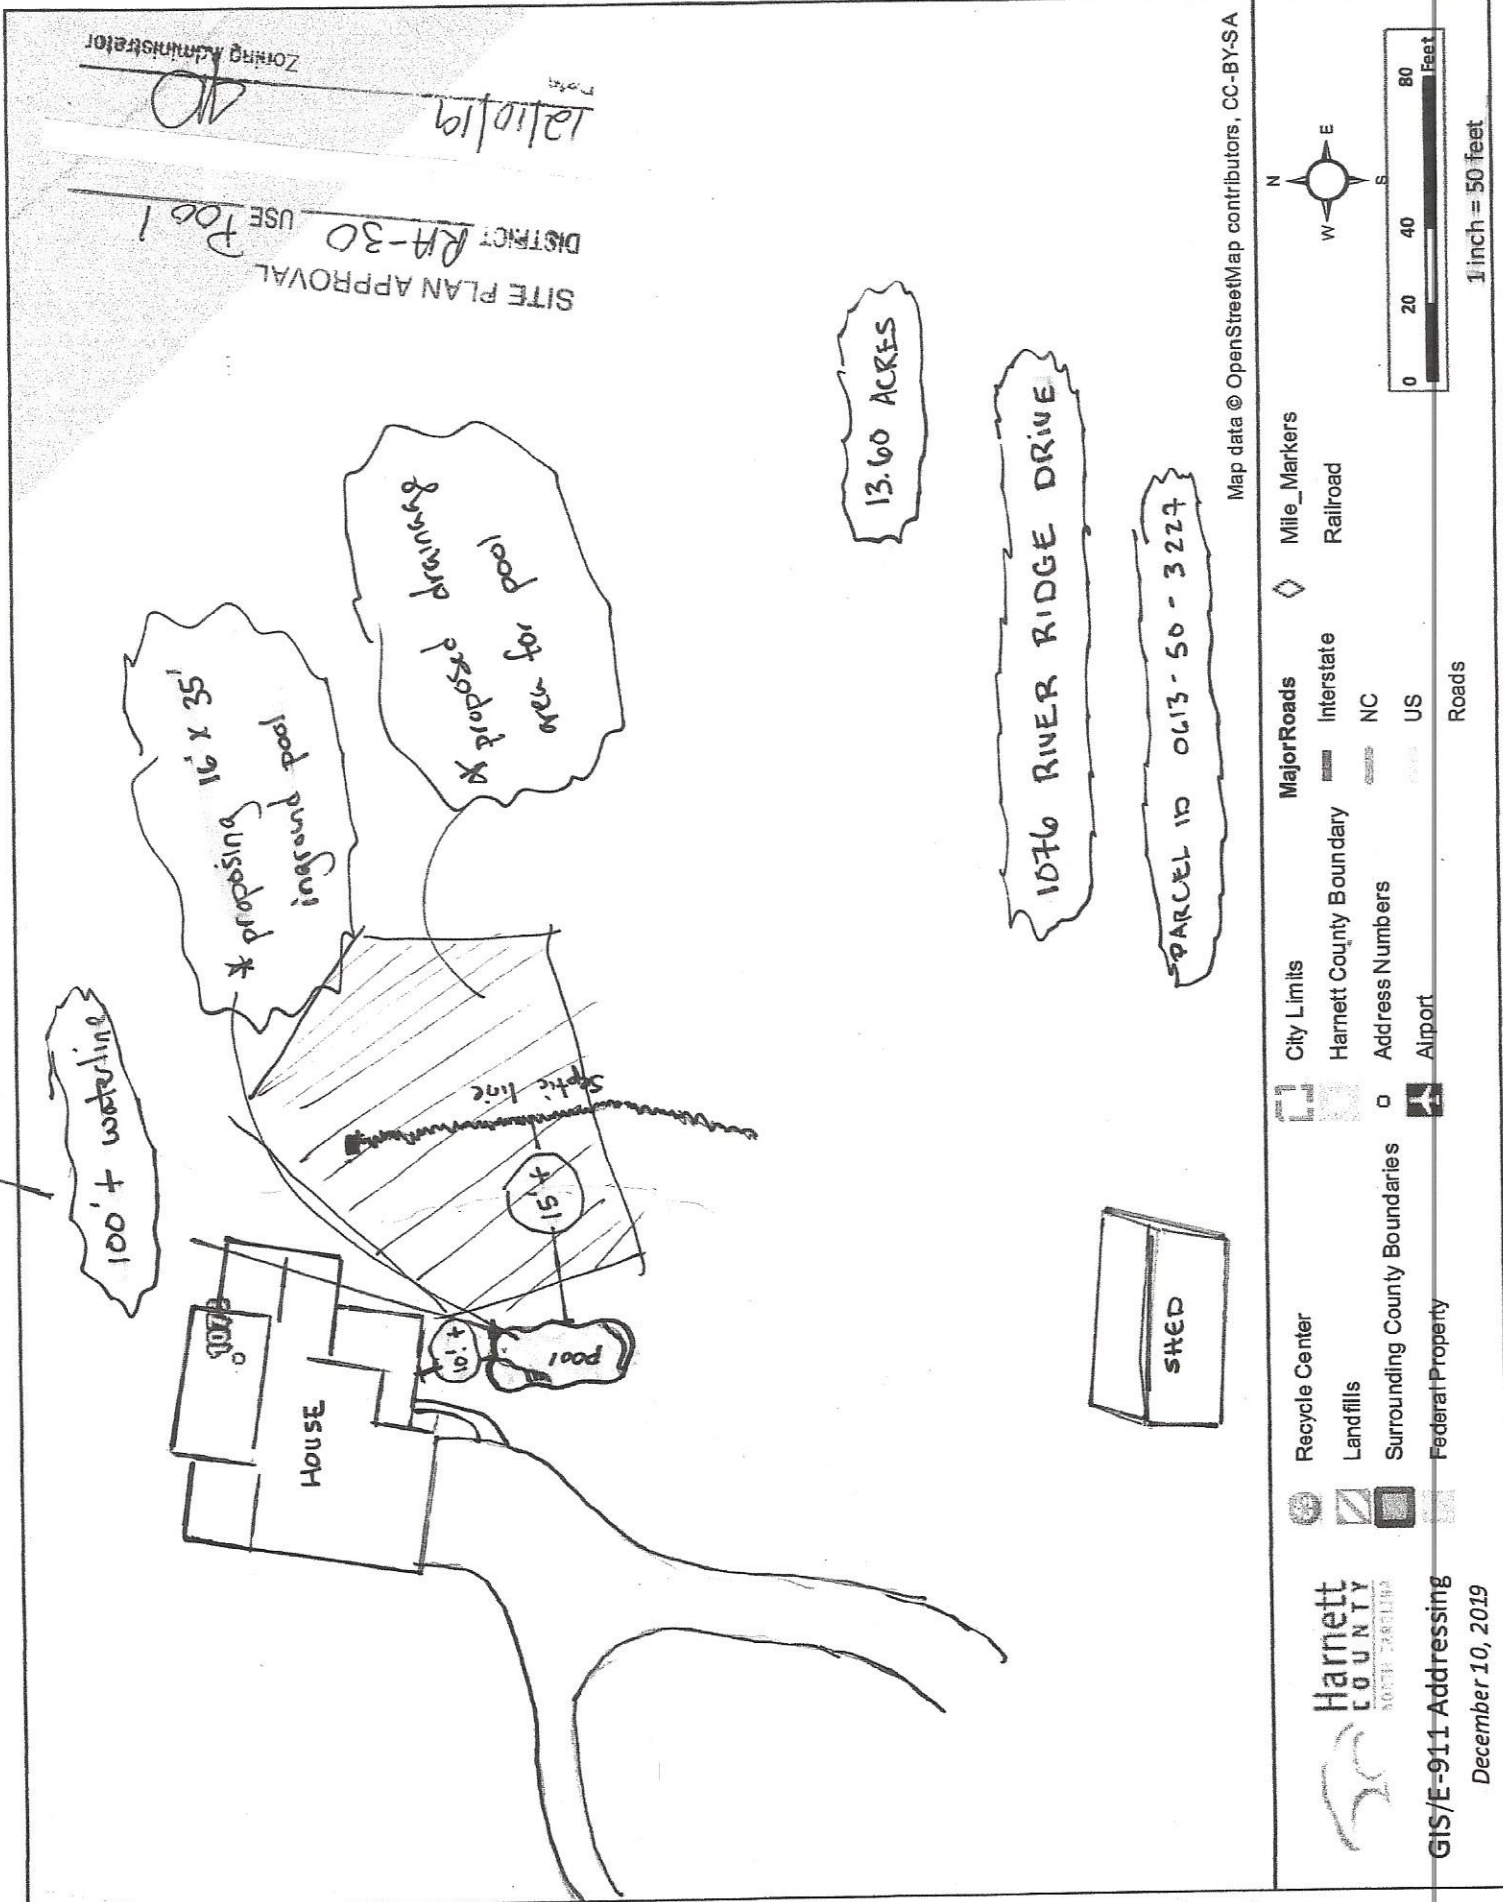 SITE PLAN APPROVAL
DISTRICT RA-30 USE Pool
12/10/19
Date
Zoning Administrator
100' + waterline
* proposing 16' x 35'
inground pool
* proposed drainage
area for pool
HOUSE
10' +
pool
15' +
septic line
SHED
13.60 ACRES
1076 RIVER RIDGE DRIVE
PARCEL ID 0613-50-3227
Map data © OpenStreetMap contributors, CC-BY-SA
Harnett
COUNTY
NORTH CAROLINA
GIS/E-911 Addressing
December 10, 2019
Recycle Center
Landfills
Surrounding County Boundaries
Federal Property
City Limits
Harnett County Boundary
Address Numbers
Airport
MajorRoads
Interstate
NC
US
Roads
Mile_Markers
Railroad
N
W E
S
0 20 40 80
Feet
1 inch = 50 feet